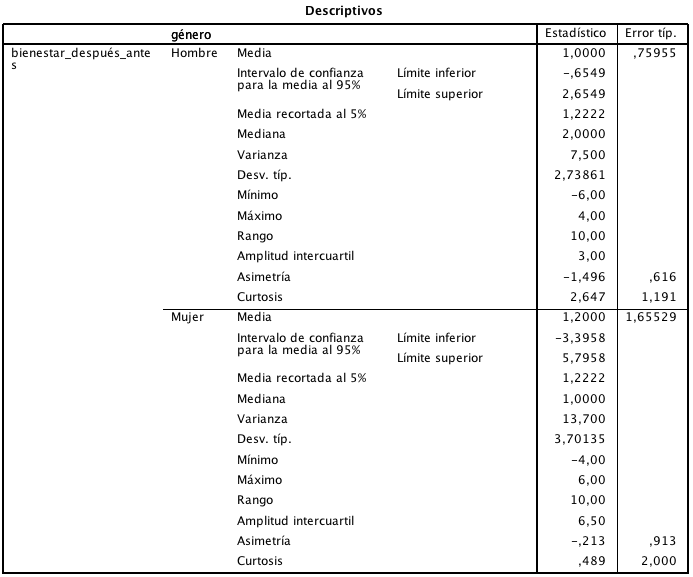 Descriptivos
género Estadístico Error típ.
bienestar_después_ante Hombre Media 1,0000 ,75955
s
Intervalo de confianza Límite inferior -,6549
para la media al 95%
Límite superior 2,6549
Media recortada al 5% 1,2222
Mediana 2,0000
Varianza 7,500
Desv. típ. 2,73861
Mínimo -6,00
Máximo 4,00
Rango 10,00
Amplitud intercuartil 3,00
Asimetría -1,496 ,616
Curtosis 2,647 1,191
Mujer Media 1,2000 1,65529
Intervalo de confianza Límite inferior -3,3958
para la media al 95%
Límite superior 5,7958
Media recortada al 5% 1,2222
Mediana 1,0000
Varianza 13,700
Desv. típ. 3,70135
Mínimo -4,00
Máximo 6,00
Rango 10,00
Amplitud intercuartil 6,50
Asimetría -,213 ,913
Curtosis ,489 2,000